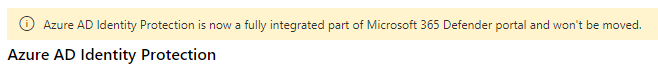 Azure AD Identity Protection is now a fully integrated part of Microsoft 365 Defender portal and won't be moved.
Azure AD Identity Protection